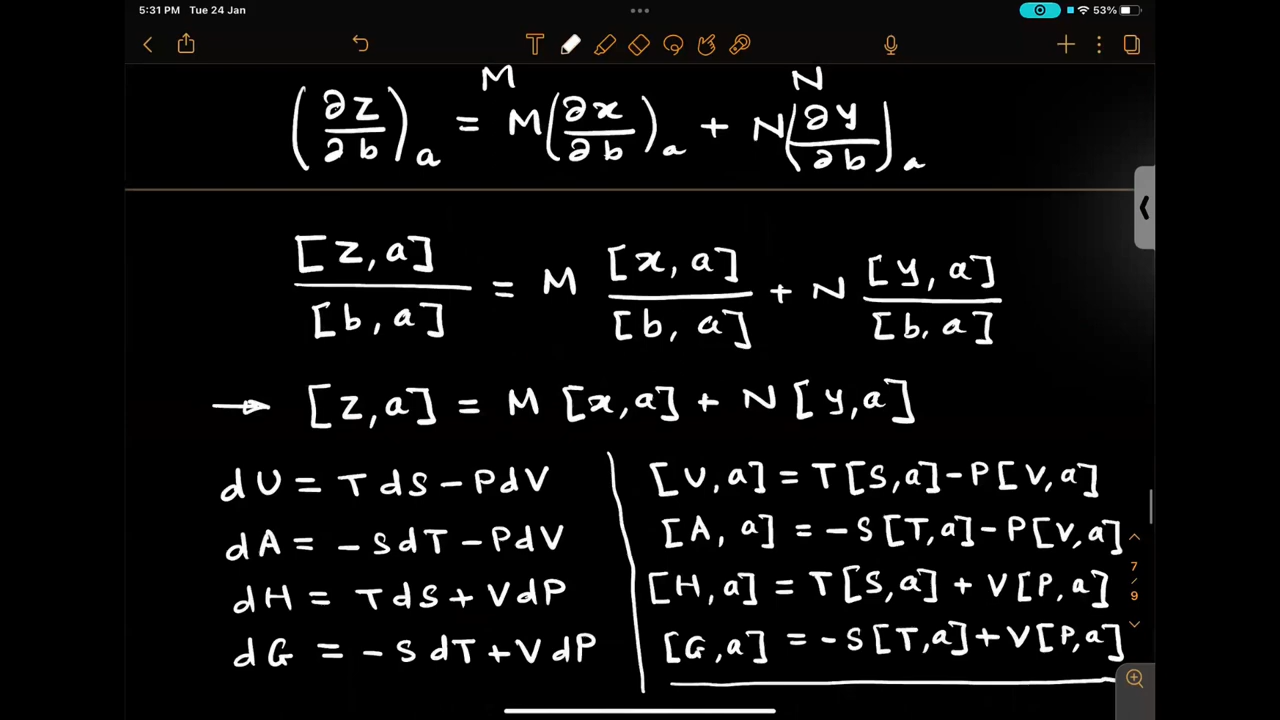 5:31 PM Tue 24 Jan 53%
M N
(∂z/∂b)ₐ = M(∂x/∂b)ₐ + N(∂y/∂b)ₐ
[z,a]/[b,a] = M [x,a]/[b,a] + N [y,a]/[b,a]
→ [z,a] = M [x,a] + N [y,a]
dU = TdS - PdV
dA = -SdT - PdV
dH = TdS + VdP
dG = -SdT + VdP
[U,a] = T[S,a] - P[V,a]
[A,a] = -S[T,a] - P[V,a]
[H,a] = T[S,a] + V[P,a]
[G,a] = -S[T,a] + V[P,a]
7/9